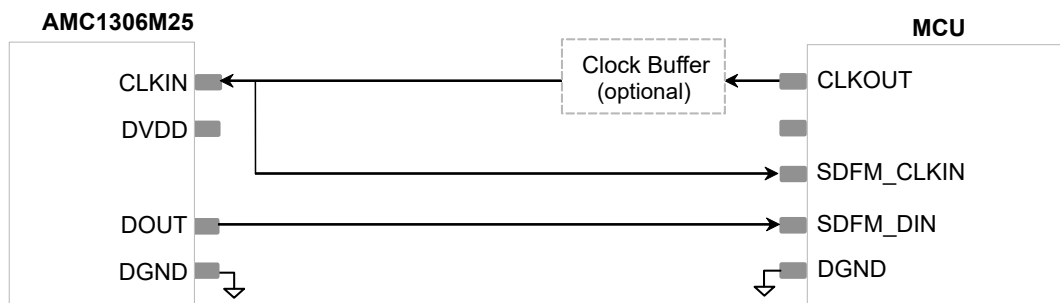 AMC1306M25
MCU
CLKIN
Clock Buffer
(optional)
CLKOUT
DVDD
SDFM_CLKIN
DOUT
SDFM_DIN
DGND
DGND